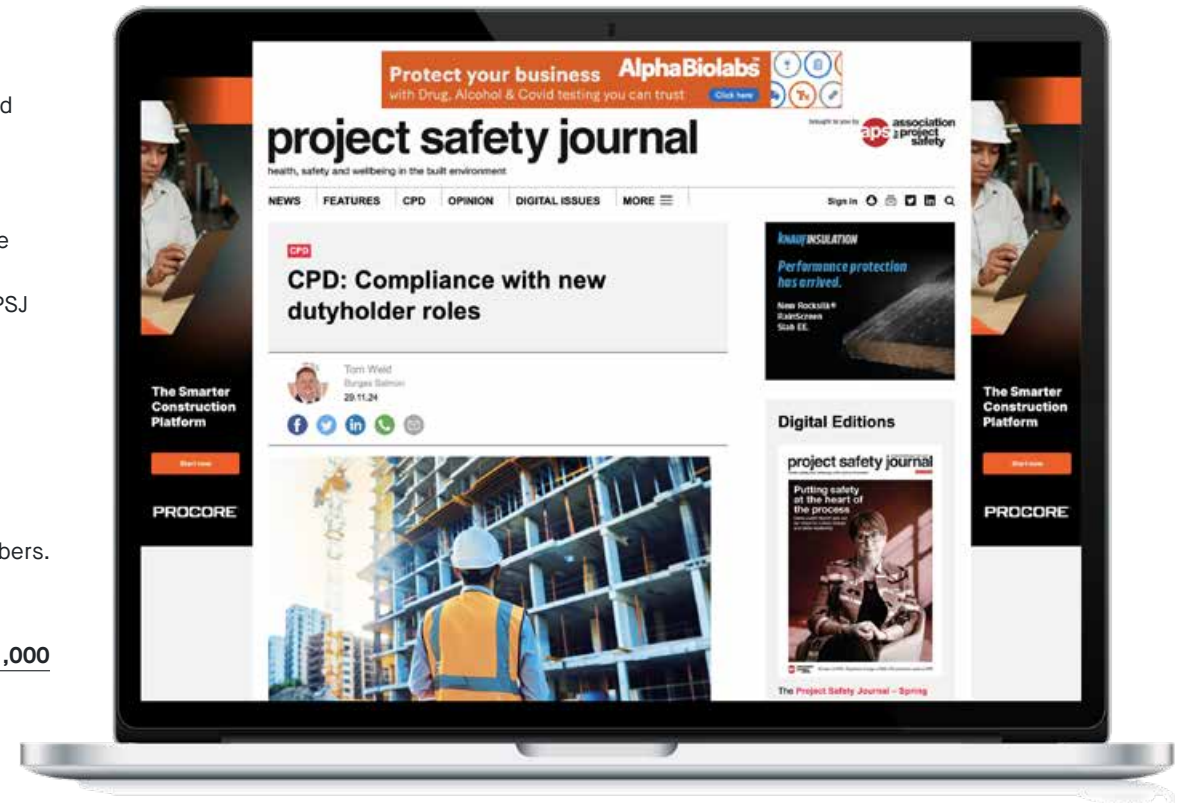 d
e
PSJ
bers.
,000
Protect your business
with Drug, Alcohol & Covid testing you can trust
AlphaBiolabs
Click here
project safety journal
health, safety and wellbeing in the built environment
brought to you by
aps
association
for project
safety
NEWS FEATURES CPD OPINION DIGITAL ISSUES MORE
Sign in
CPD
CPD: Compliance with new
dutyholder roles
Tom Weld
Burges Salmon
29.11.24
KNAUF INSULATION
Performance protection
has arrived.
New Rocksilk®
RainScreen
Slab EE.
Digital Editions
project safety journal
Putting safety
at the heart of
the process
The Project Safety Journal – Spring
The Smarter
Construction
Platform
Start now
PROCORE
The Smarter
Construction
Platform
Start now
PROCORE